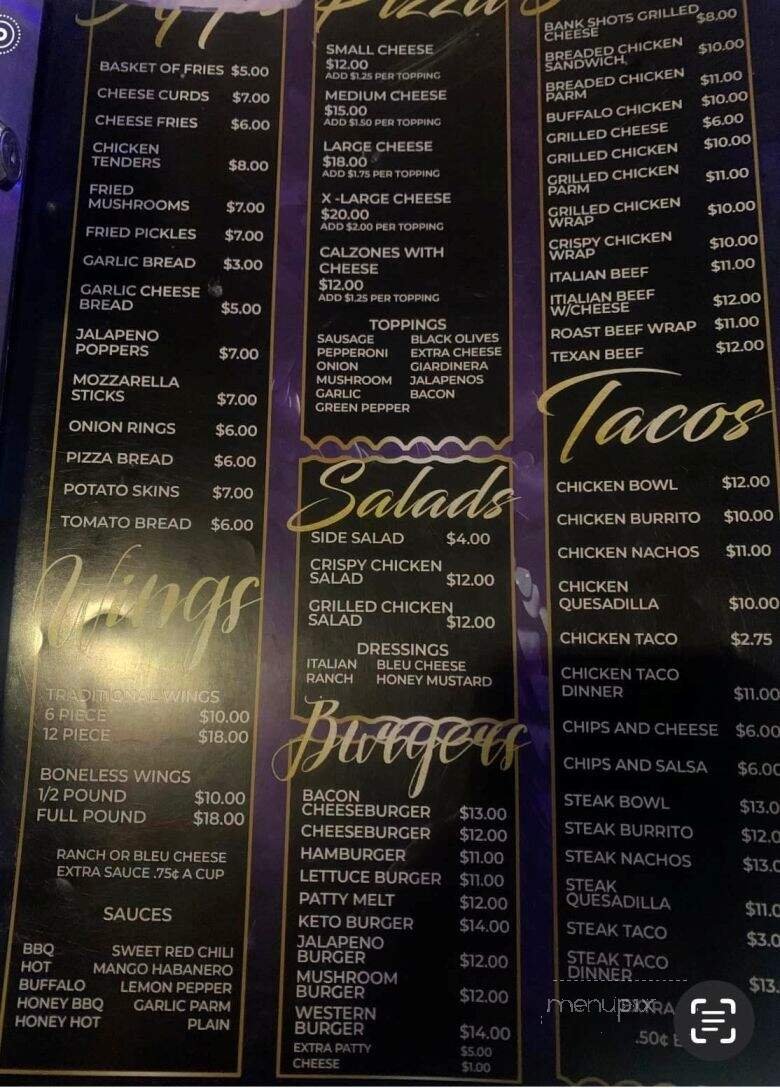 Apps
BASKET OF FRIES $5.00
CHEESE CURDS $7.00
CHEESE FRIES $6.00
CHICKEN
TENDERS $8.00
FRIED
MUSHROOMS $7.00
FRIED PICKLES $7.00
GARLIC BREAD $3.00
GARLIC CHEESE
BREAD $5.00
JALAPENO
POPPERS $7.00
MOZZARELLA
STICKS $7.00
ONION RINGS $6.00
PIZZA BREAD $6.00
POTATO SKINS $7.00
TOMATO BREAD $6.00
Wings
TRADITIONAL WINGS
6 PIECE $10.00
12 PIECE $18.00
BONELESS WINGS
1/2 POUND $10.00
FULL POUND $18.00
RANCH OR BLEU CHEESE
EXTRA SAUCE .75¢ A CUP
SAUCES
BBQ SWEET RED CHILI
HOT MANGO HABANERO
BUFFALO LEMON PEPPER
HONEY BBQ GARLIC PARM
HONEY HOT PLAIN
Pizza
SMALL CHEESE
$12.00
ADD $1.25 PER TOPPING
MEDIUM CHEESE
$15.00
ADD $1.50 PER TOPPING
LARGE CHEESE
$18.00
ADD $1.75 PER TOPPING
X -LARGE CHEESE
$20.00
ADD $2.00 PER TOPPING
CALZONES WITH
CHEESE
$12.00
ADD $1.25 PER TOPPING
TOPPINGS
SAUSAGE BLACK OLIVES
PEPPERONI EXTRA CHEESE
ONION GIARDINERA
MUSHROOM JALAPENOS
GARLIC BACON
GREEN PEPPER
Salads
SIDE SALAD $4.00
CRISPY CHICKEN
SALAD $12.00
GRILLED CHICKEN
SALAD $12.00
DRESSINGS
ITALIAN BLEU CHEESE
RANCH HONEY MUSTARD
Burgers
BACON
CHEESEBURGER $13.00
CHEESEBURGER $12.00
HAMBURGER $11.00
LETTUCE BURGER $11.00
PATTY MELT $12.00
KETO BURGER $14.00
JALAPENO
BURGER $12.00
MUSHROOM
BURGER $12.00
WESTERN
BURGER $14.00
EXTRA PATTY $5.00
CHEESE $1.00
BANK SHOTS GRILLED $8.00
CHEESE
BREADED CHICKEN $10.00
SANDWICH
BREADED CHICKEN $11.00
PARM
BUFFALO CHICKEN $10.00
GRILLED CHEESE $6.00
GRILLED CHICKEN $10.00
GRILLED CHICKEN $11.00
PARM
GRILLED CHICKEN $10.00
WRAP
CRISPY CHICKEN $10.00
WRAP
ITALIAN BEEF $11.00
ITIALIAN BEEF $12.00
W/CHEESE
ROAST BEEF WRAP $11.00
TEXAN BEEF $12.00
Tacos
CHICKEN BOWL $12.00
CHICKEN BURRITO $10.00
CHICKEN NACHOS $11.00
CHICKEN
QUESADILLA $10.00
CHICKEN TACO $2.75
CHICKEN TACO
DINNER $11.00
CHIPS AND CHEESE $6.00
CHIPS AND SALSA $6.00
STEAK BOWL $13.0
STEAK BURRITO $12.0
STEAK NACHOS $13.0
STEAK
QUESADILLA $11.0
STEAK TACO $3.0
STEAK TACO
DINNER $13.
menupix
.50¢